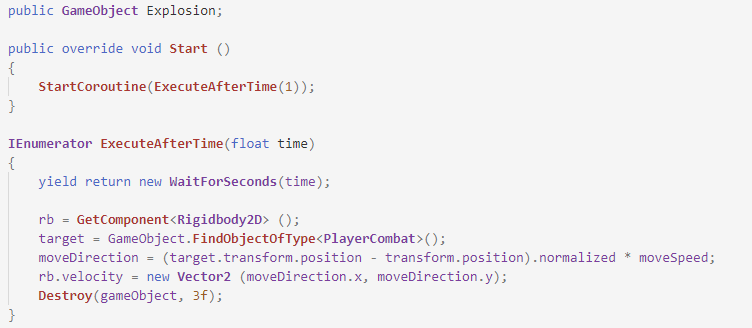 public GameObject Explosion;
public override void Start ()
{
StartCoroutine(ExecuteAfterTime(1));
}
IEnumerator ExecuteAfterTime(float time)
{
yield return new WaitForSeconds(time);
rb = GetComponent<Rigidbody2D> ();
target = GameObject.FindObjectOfType<PlayerCombat>();
moveDirection = (target.transform.position - transform.position).normalized * moveSpeed;
rb.velocity = new Vector2 (moveDirection.x, moveDirection.y);
Destroy(gameObject, 3f);
}